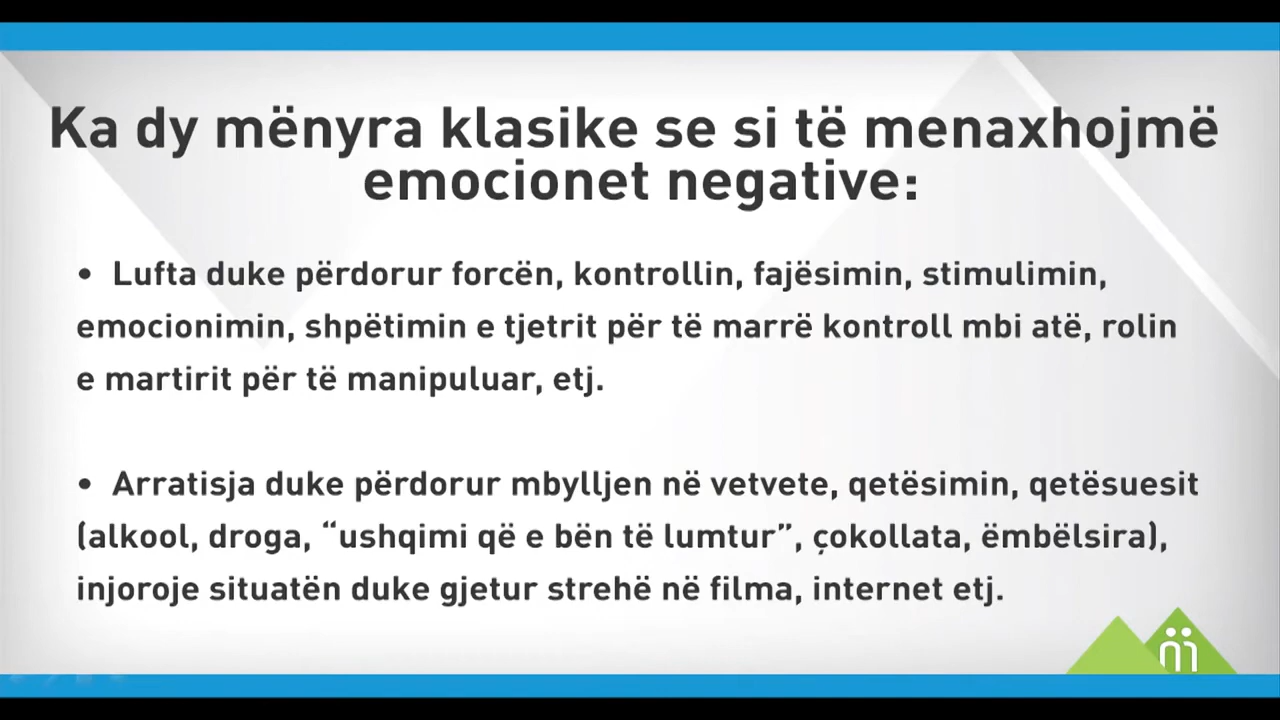 Ka dy mënyra klasike se si të menaxhojmë
emocionet negative:
• Lufta duke përdorur forcën, kontrollin, fajësimin, stimulimin,
emocionimin, shpëtimin e tjetrit për të marrë kontroll mbi atë, rolin
e martirit për të manipuluar, etj.
• Arratisja duke përdorur mbylljen në vetvete, qetësimin, qetësuesit
(alkool, droga, “ushqimi që e bën të lumtur”, çokollata, ëmbëlsira),
injoroje situatën duke gjetur strehë në filma, internet etj.